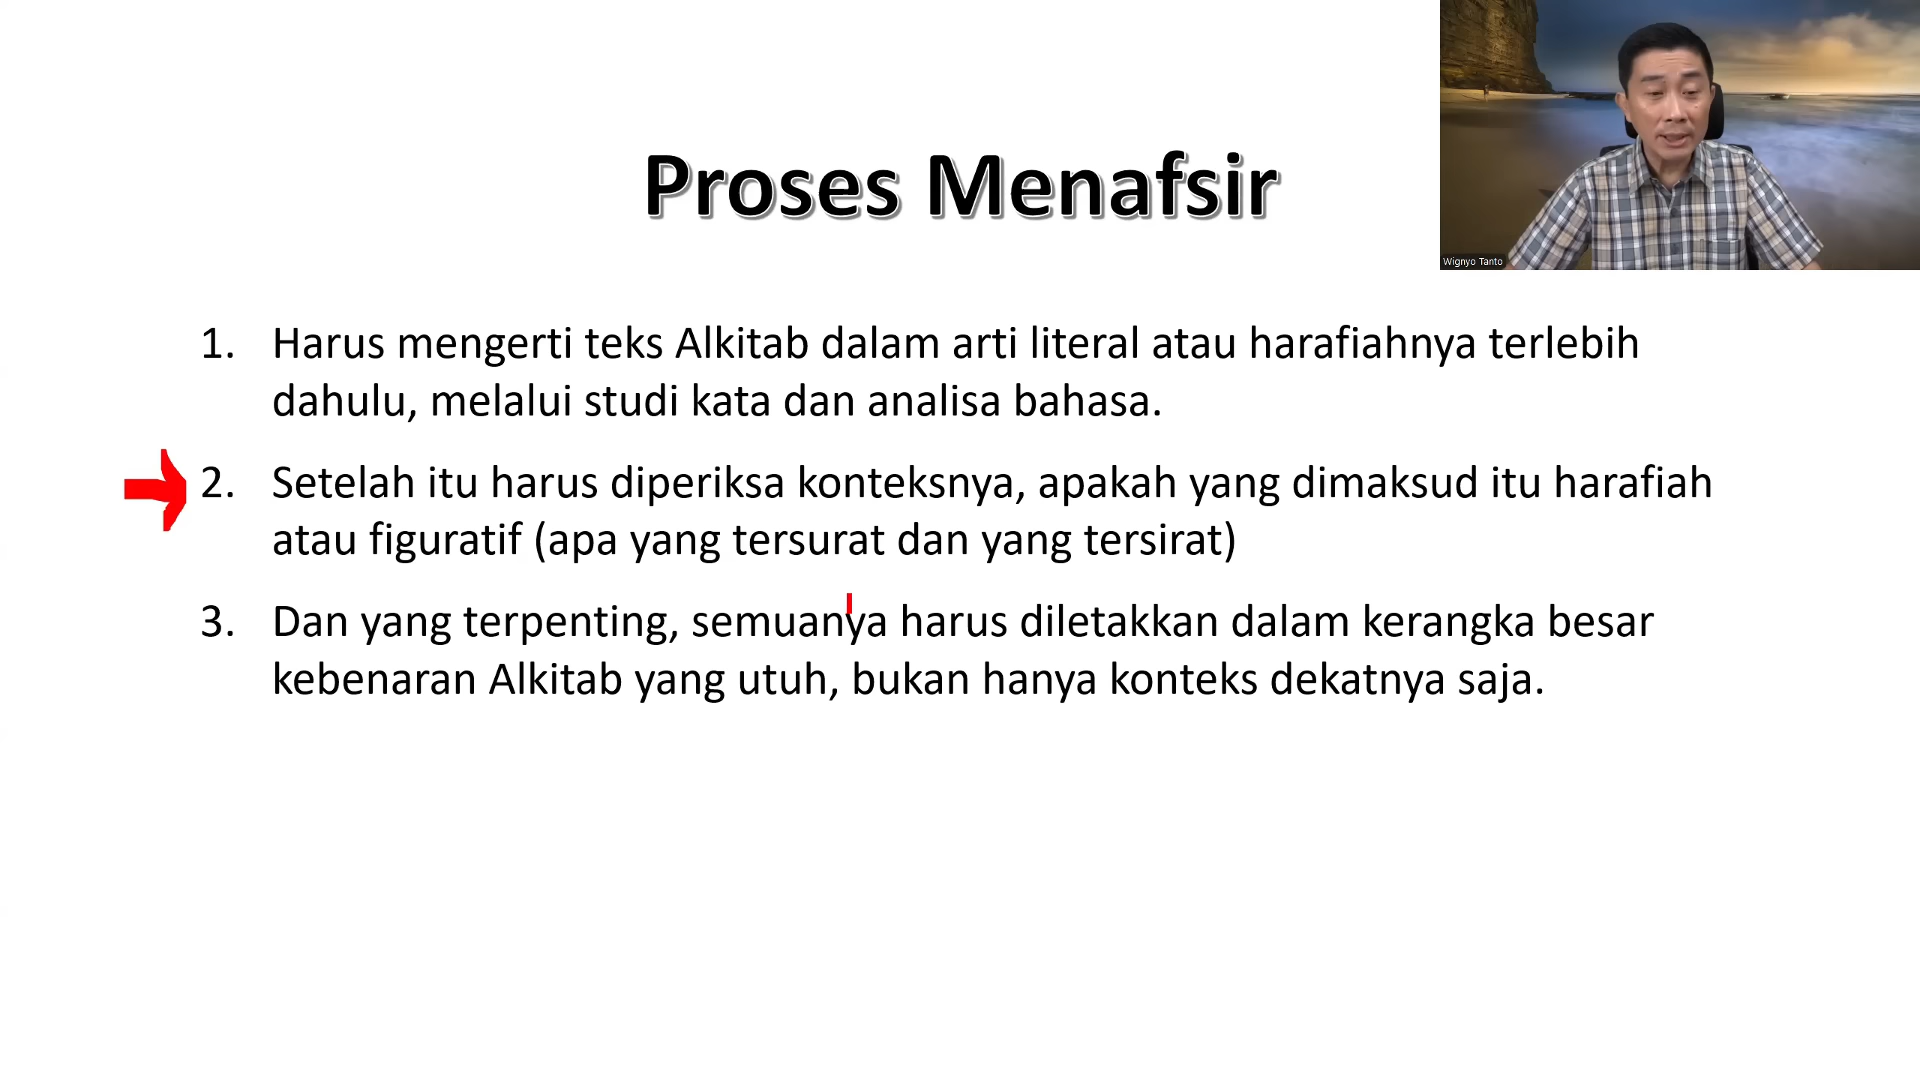 Proses Menafsir
Wignyo Tanto
1. Harus mengerti teks Alkitab dalam arti literal atau harafiahnya terlebih
dahulu, melalui studi kata dan analisa bahasa.
2. Setelah itu harus diperiksa konteksnya, apakah yang dimaksud itu harafiah
atau figuratif (apa yang tersurat dan yang tersirat)
3. Dan yang terpenting, semuanya harus diletakkan dalam kerangka besar
kebenaran Alkitab yang utuh, bukan hanya konteks dekatnya saja.